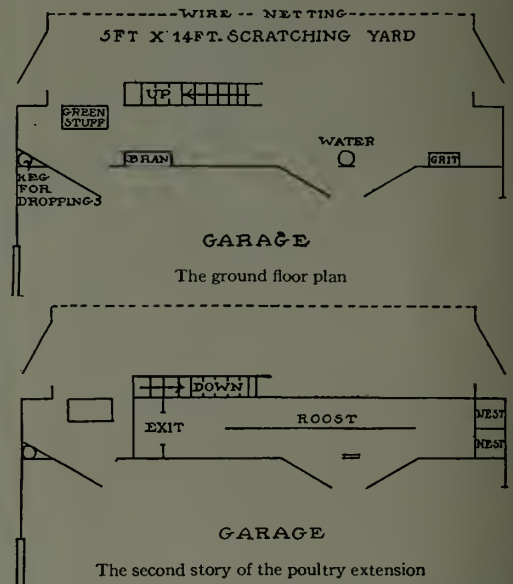 WIRE -- NETTING
5FT X 14FT. SCRATCHING YARD
UP
GREEN
STUFF
WATER
BRAN
GRIT
KEG
FOR
DROPPINGS
GARAGE
The ground floor plan
DOWN
EXIT
ROOST
NEST
NEST
GARAGE
The second story of the poultry extension